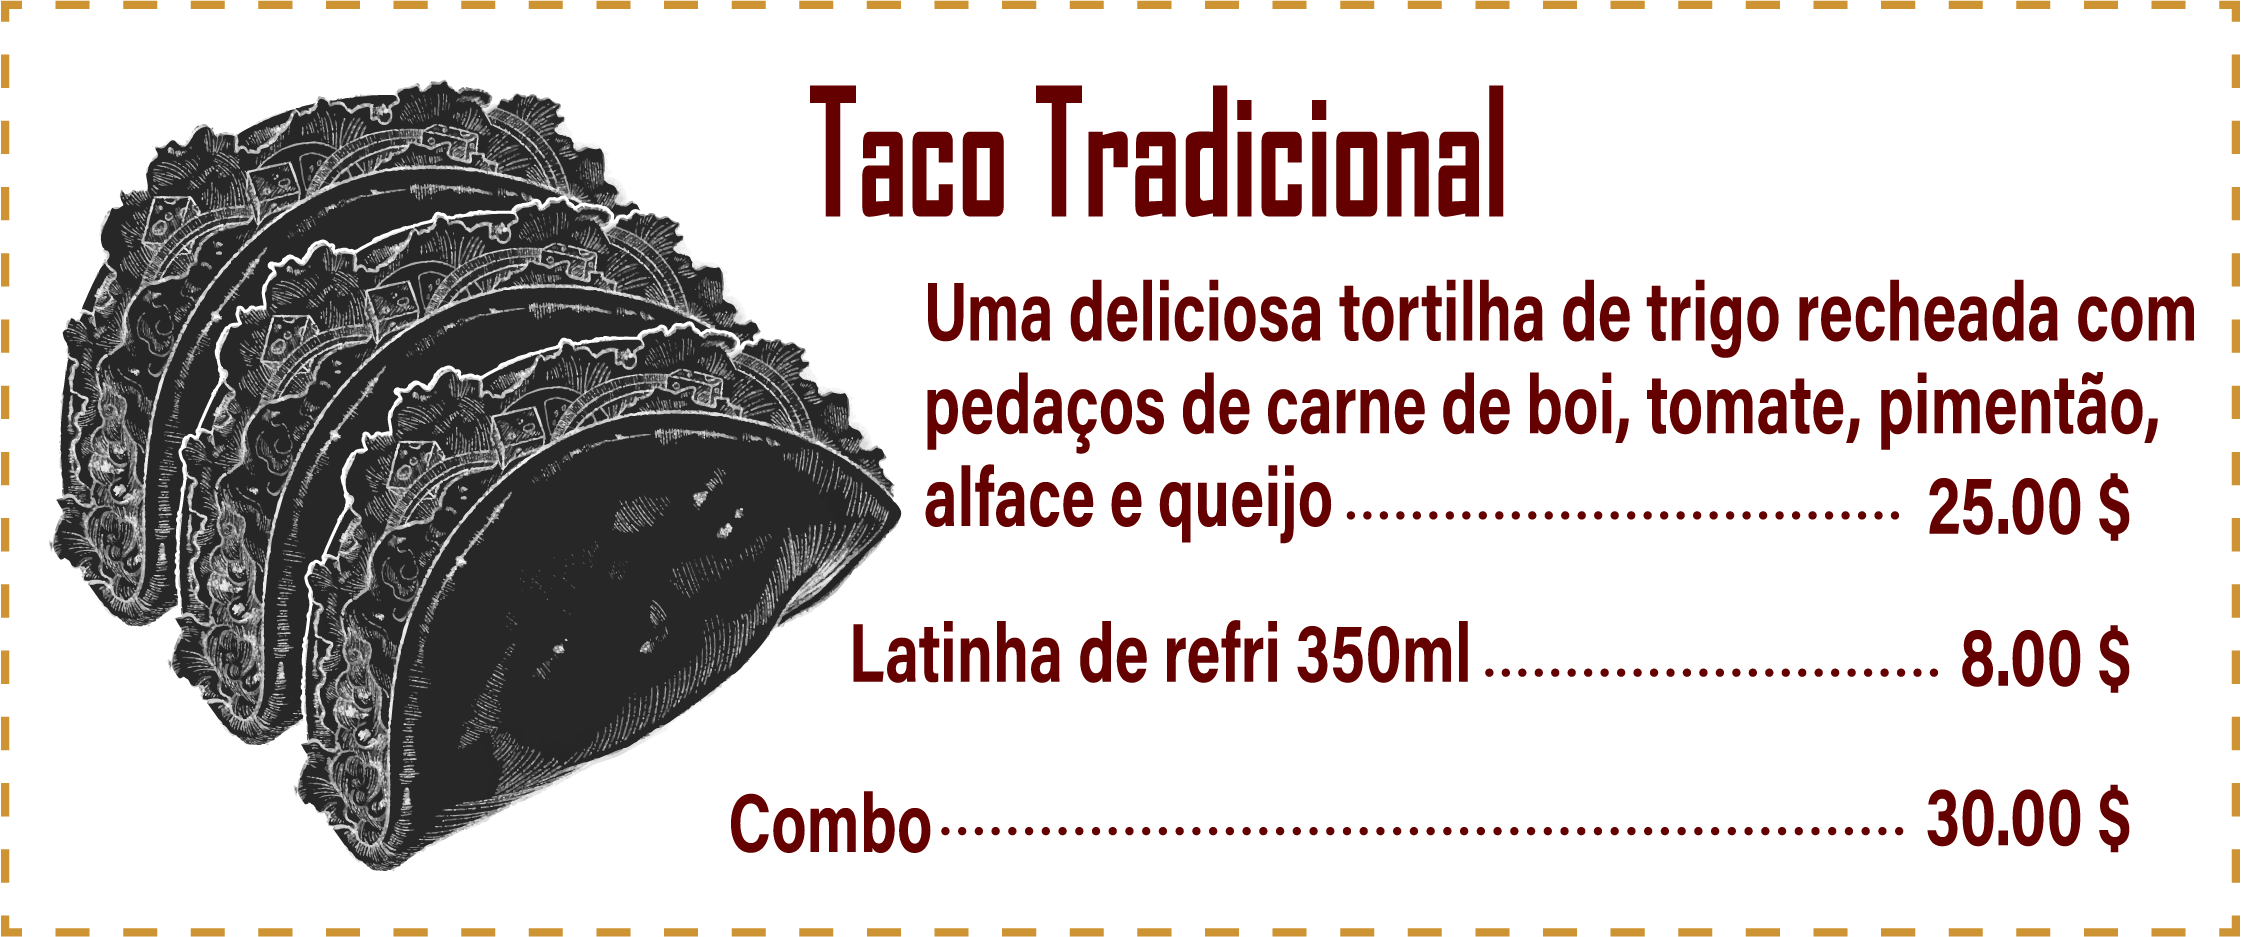 Taco Tradicional
Uma deliciosa tortilha de trigo recheada com
pedaços de carne de boi, tomate, pimentão,
alface e queijo .................................. 25.00 $
Latinha de refri 350ml ............................ 8.00 $
Combo ........................................................... 30.00 $